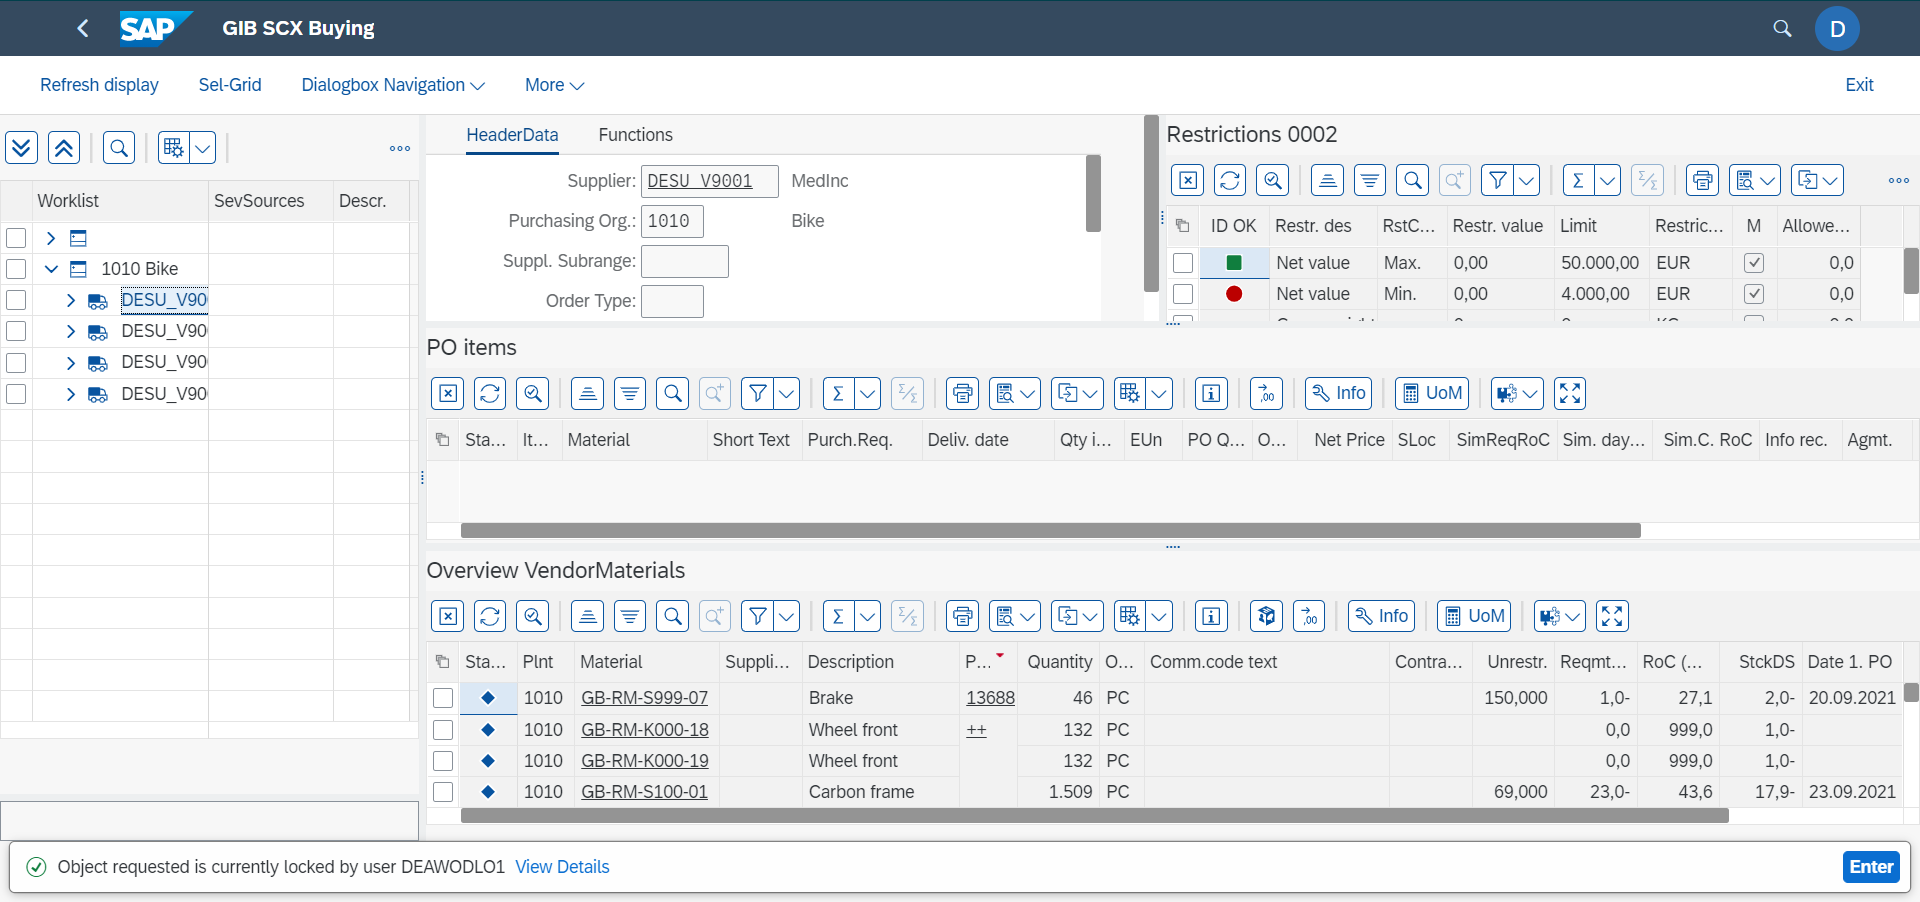 SAP GIB SCX Buying D
Refresh display Sel-Grid Dialogbox Navigation More Exit
Worklist SevSources Descr.
1010 Bike
DESU_V90
DESU_V90
DESU_V90
DESU_V90
HeaderData Functions
Supplier: DESU_V9001 MedInc
Purchasing Org.: 1010 Bike
Suppl. Subrange:
Order Type:
Restrictions 0002
ID OK Restr. des RstC... Restr. value Limit Restric... M Allowe...
Net value Max. 0,00 50.000,00 EUR 0,0
Net value Min. 0,00 4.000,00 EUR 0,0
PO items
Info UoM
Sta... It... Material Short Text Purch.Req. Deliv. date Qty i... EUn PO Q... O... Net Price SLoc SimReqRoC Sim. day... Sim.C. RoC Info rec. Agmt.
Overview VendorMaterials
Info UoM
Sta... Plnt Material Suppli... Description P... Quantity O... Comm.code text Contra... Unrestr. Reqmt... RoC (... StckDS Date 1. PO
1010 GB-RM-S999-07 Brake 13688 46 PC 150,000 1,0- 27,1 2,0- 20.09.2021
1010 GB-RM-K000-18 Wheel front ++ 132 PC 0,0 999,0 1,0-
1010 GB-RM-K000-19 Wheel front 132 PC 0,0 999,0 1,0-
1010 GB-RM-S100-01 Carbon frame 1.509 PC 69,000 23,0- 43,6 17,9- 23.09.2021
Object requested is currently locked by user DEAWODLO1 View Details Enter